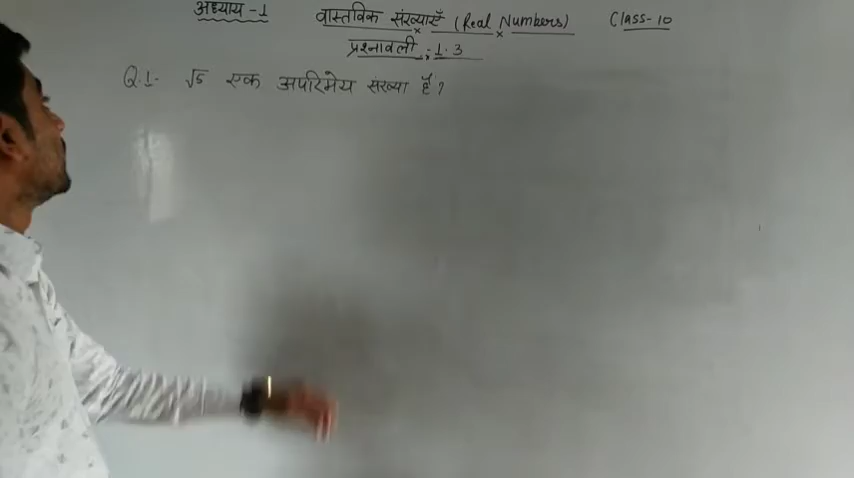 अध्याय -1 वास्तविक संख्याएँ (Real Numbers) Class-10
प्रश्नावली : 1.3
Q.1- √5 एक अपरिमेय संख्या है?